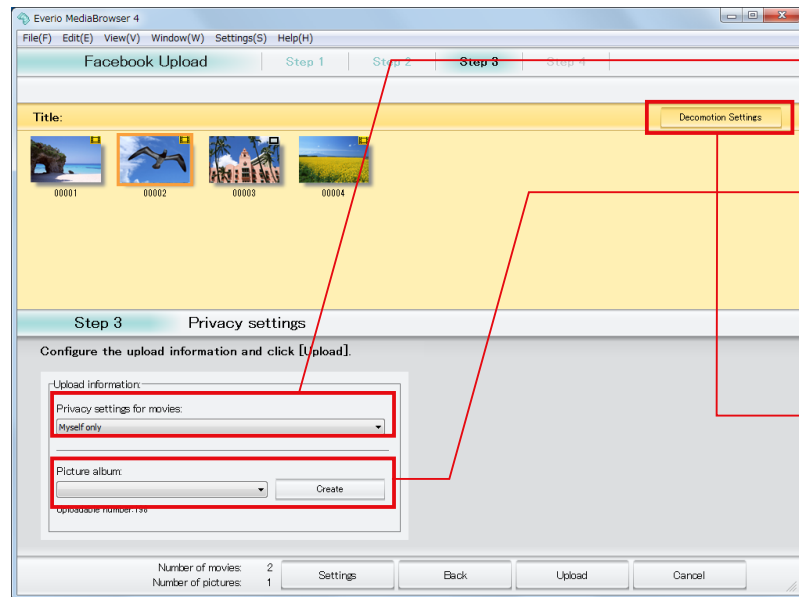 Everio MediaBrowser 4
File(F) Edit(E) View(V) Window(W) Settings(S) Help(H)
Facebook Upload Step 1 Step 2 Step 3 Step 4
Title: Decomotion Settings
00001 00002 00003 00004
Step 3 Privacy settings
Configure the upload information and click [Upload].
Upload information:
Privacy settings for movies:
Myself only
Picture album:
Create
Uploadable number:198
Number of movies: 2
Number of pictures: 1
Settings Back Upload Cancel